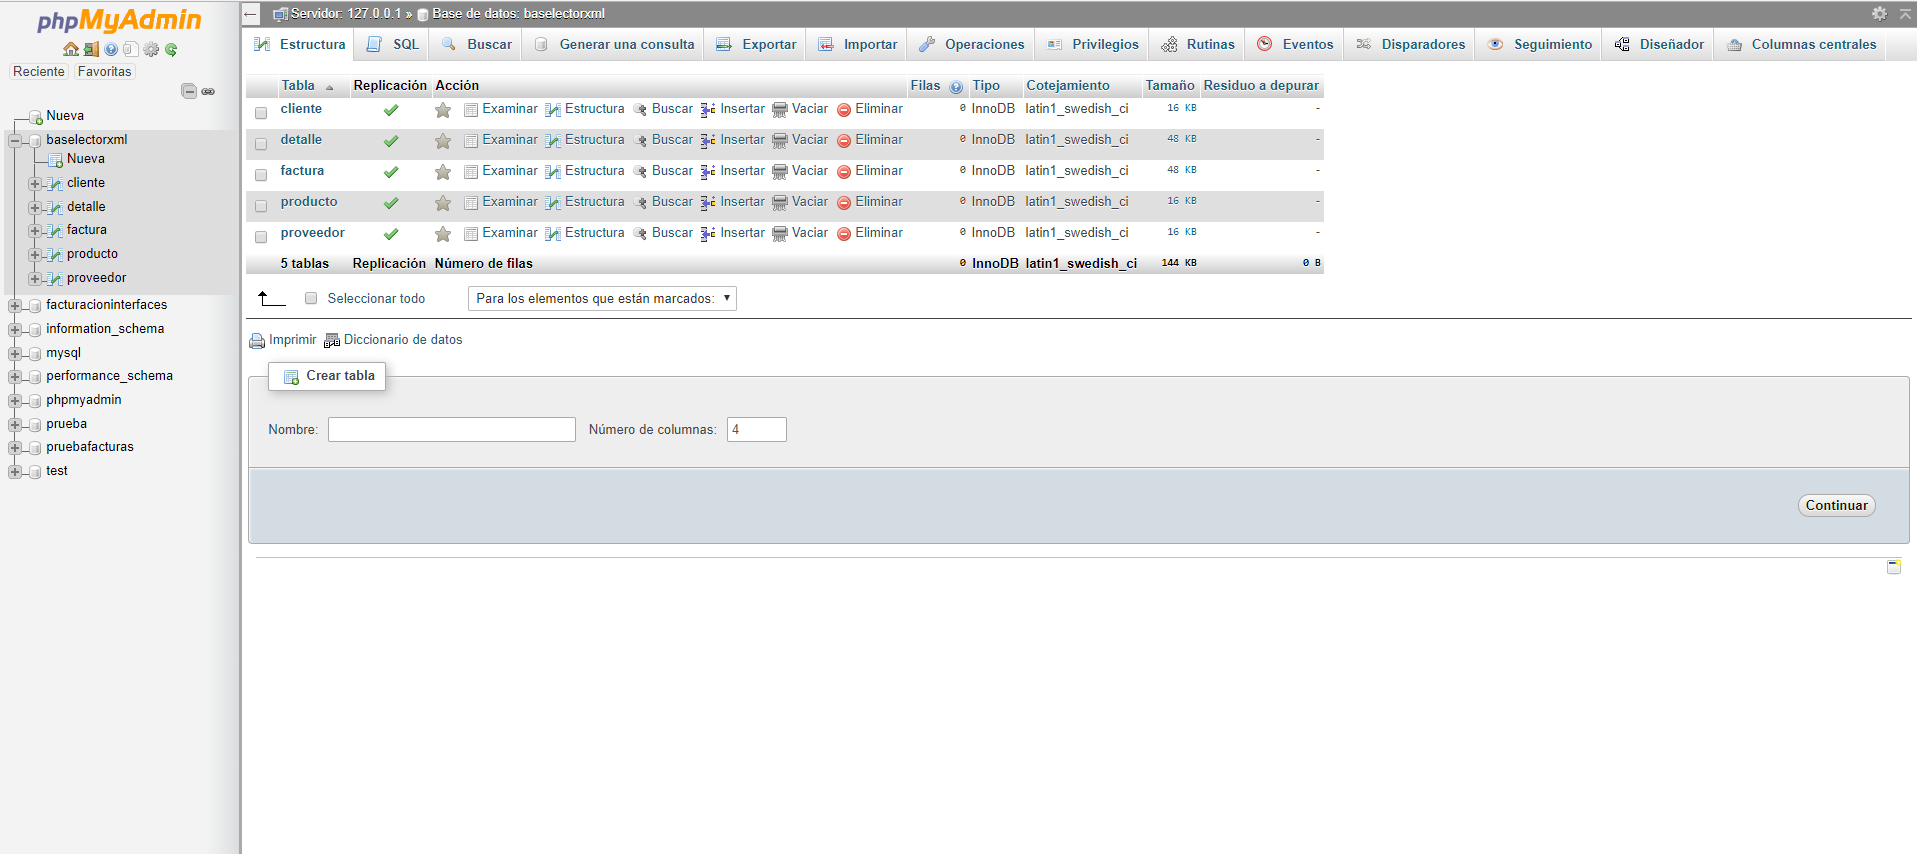 phpMyAdmin
Reciente Favoritas
Nueva
baselectorxml
Nueva
cliente
detalle
factura
producto
proveedor
facturacioninterfaces
information_schema
mysql
performance_schema
phpmyadmin
prueba
pruebafacturas
test
← Servidor: 127.0.0.1 » Base de datos: baselectorxml
Estructura SQL Buscar Generar una consulta Exportar Importar Operaciones Privilegios Rutinas Eventos Disparadores Seguimiento Diseñador Columnas centrales
Tabla Replicación Acción Filas Tipo Cotejamiento Tamaño Residuo a depurar
cliente Examinar Estructura Buscar Insertar Vaciar Eliminar 0 InnoDB latin1_swedish_ci 16 KB -
detalle Examinar Estructura Buscar Insertar Vaciar Eliminar 0 InnoDB latin1_swedish_ci 48 KB -
factura Examinar Estructura Buscar Insertar Vaciar Eliminar 0 InnoDB latin1_swedish_ci 48 KB -
producto Examinar Estructura Buscar Insertar Vaciar Eliminar 0 InnoDB latin1_swedish_ci 16 KB -
proveedor Examinar Estructura Buscar Insertar Vaciar Eliminar 0 InnoDB latin1_swedish_ci 16 KB -
5 tablas Replicación Número de filas 0 InnoDB latin1_swedish_ci 144 KB 0 B
Seleccionar todo Para los elementos que están marcados:
Imprimir Diccionario de datos
Crear tabla
Nombre: Número de columnas: 4
Continuar